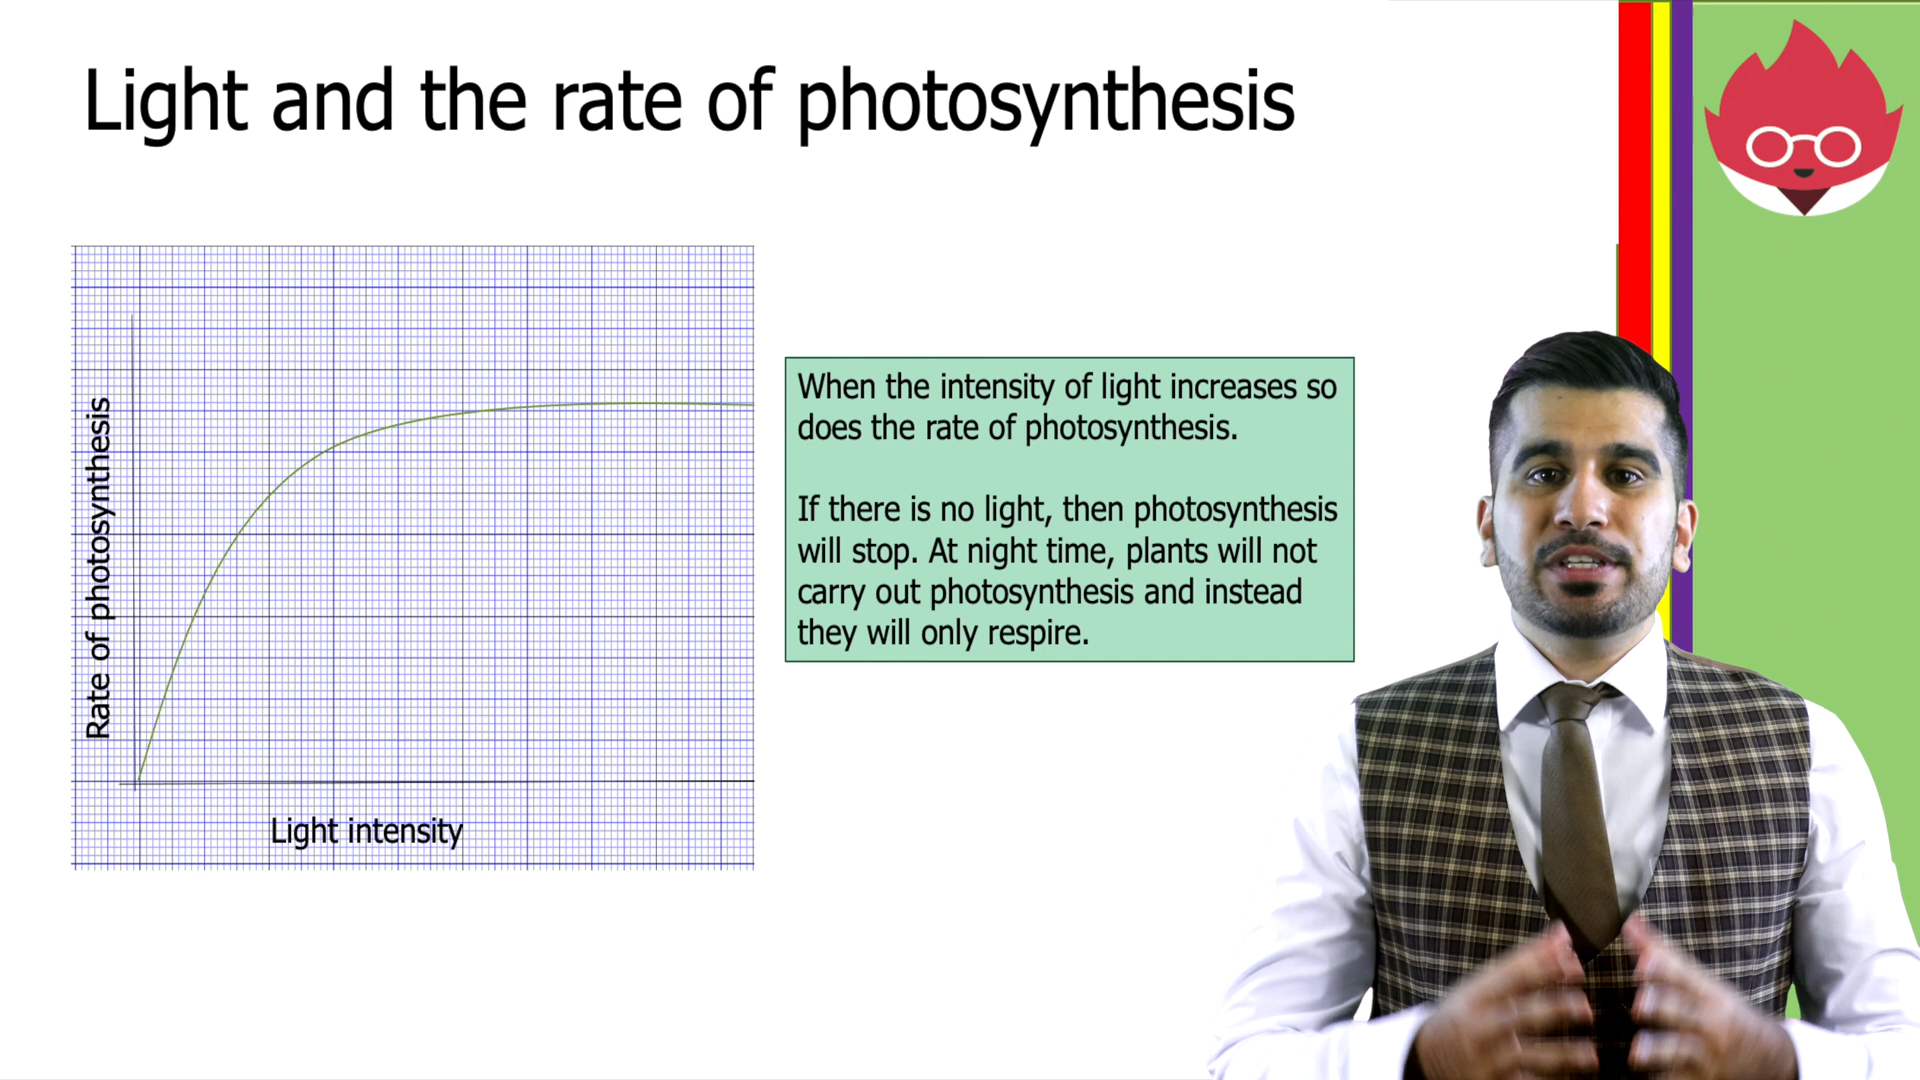 Light and the rate of photosynthesis
Rate of photosynthesis
When the intensity of light increases so
does the rate of photosynthesis.
If there is no light, then photosynthesis
will stop. At night time, plants will not
carry out photosynthesis and instead
they will only respire.
Light intensity